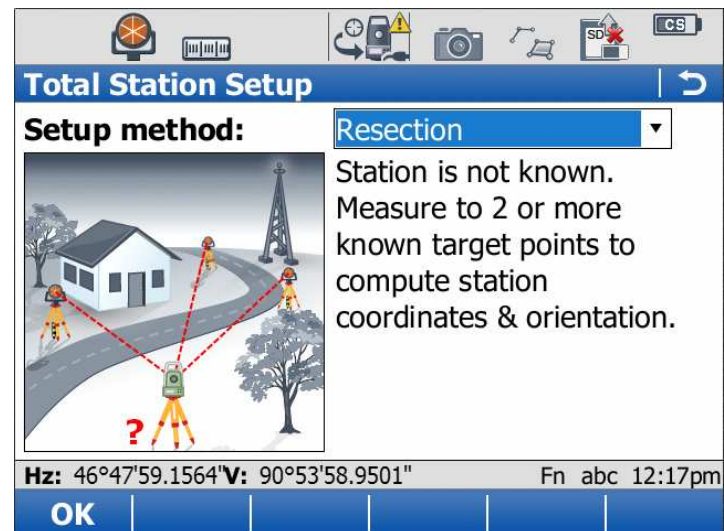 SD
CS
Total Station Setup
Setup method:
Resection
Station is not known.
Measure to 2 or more
known target points to
compute station
coordinates & orientation.
?
Hz: 46°47'59.1564"V: 90°53'58.9501" Fn abc 12:17pm
OK